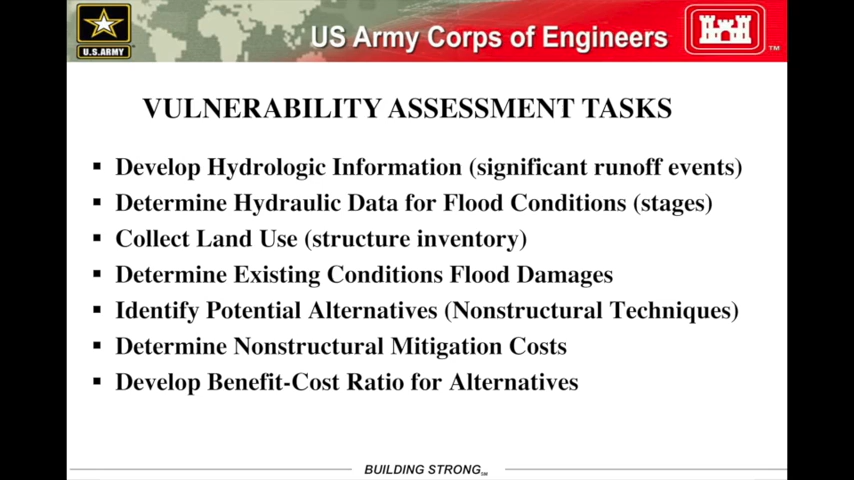 U.S.ARMY
US Army Corps of Engineers
TM
VULNERABILITY ASSESSMENT TASKS
▪ Develop Hydrologic Information (significant runoff events)
▪ Determine Hydraulic Data for Flood Conditions (stages)
▪ Collect Land Use (structure inventory)
▪ Determine Existing Conditions Flood Damages
▪ Identify Potential Alternatives (Nonstructural Techniques)
▪ Determine Nonstructural Mitigation Costs
▪ Develop Benefit-Cost Ratio for Alternatives
BUILDING STRONG SM